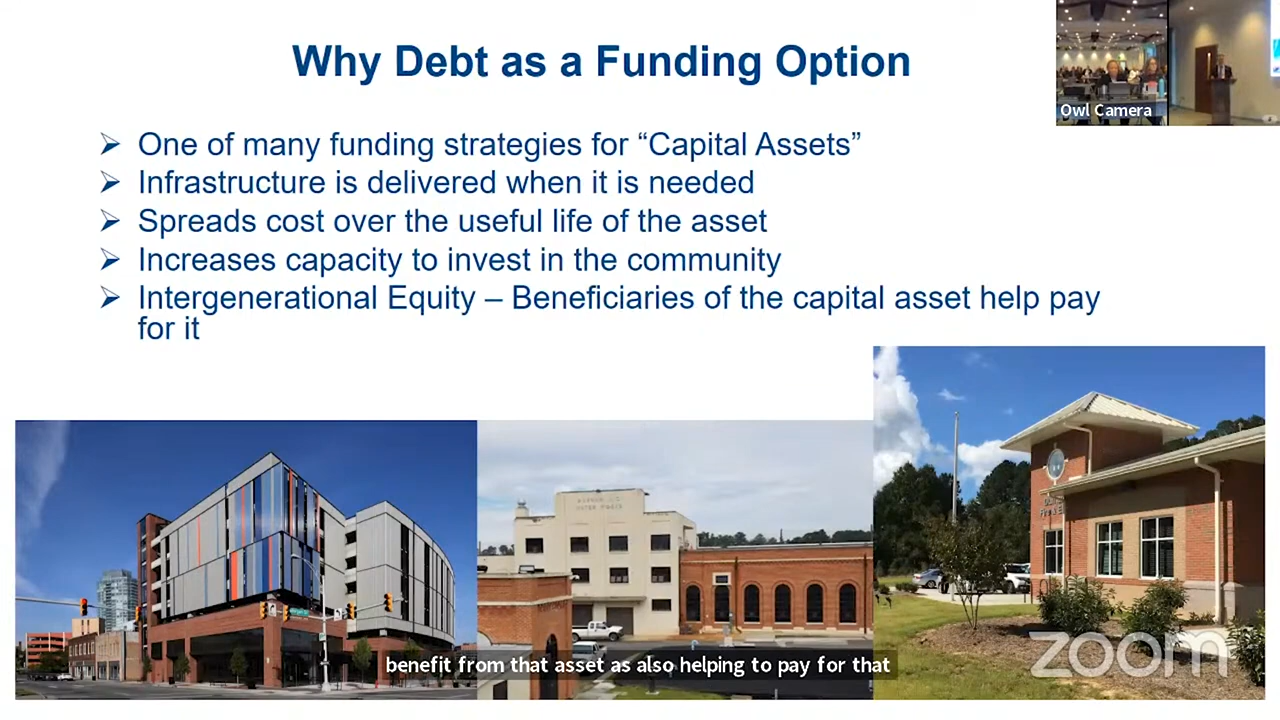 Why Debt as a Funding Option
Owl Camera
➢ One of many funding strategies for “Capital Assets”
➢ Infrastructure is delivered when it is needed
➢ Spreads cost over the useful life of the asset
➢ Increases capacity to invest in the community
➢ Intergenerational Equity – Beneficiaries of the capital asset help pay
for it
WATER WORKS
benefit from that asset as also helping to pay for that
zoom